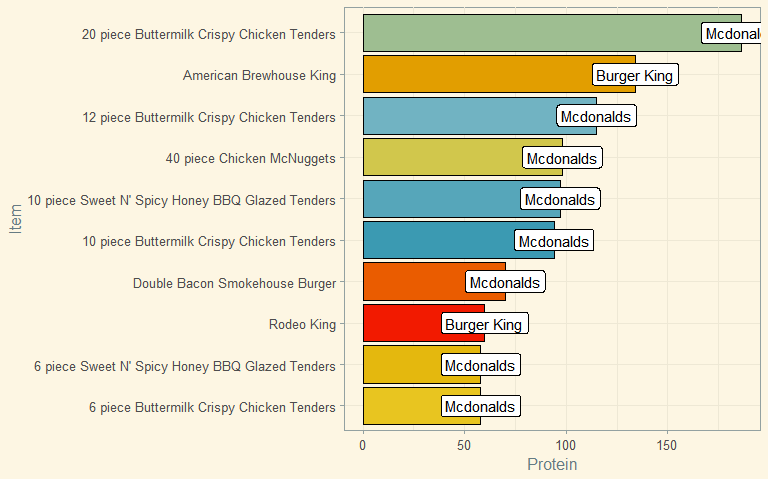 20 piece Buttermilk Crispy Chicken Tenders
Mcdonal
American Brewhouse King
Burger King
12 piece Buttermilk Crispy Chicken Tenders
Mcdonalds
40 piece Chicken McNuggets
Mcdonalds
10 piece Sweet N' Spicy Honey BBQ Glazed Tenders
Mcdonalds
10 piece Buttermilk Crispy Chicken Tenders
Mcdonalds
Double Bacon Smokehouse Burger
Mcdonalds
Rodeo King
Burger King
6 piece Sweet N' Spicy Honey BBQ Glazed Tenders
Mcdonalds
6 piece Buttermilk Crispy Chicken Tenders
Mcdonalds
Item
0 50 100 150
Protein